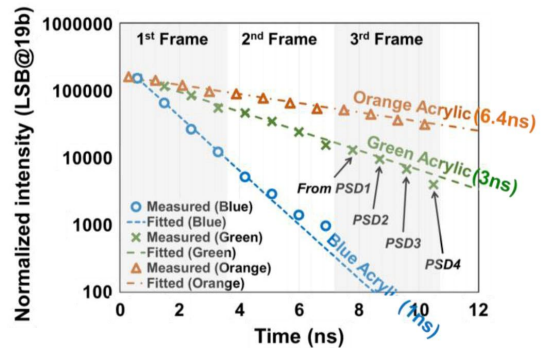 1st Frame
2nd Frame
3rd Frame
Normalized intensity (LSB@19b)
1000000
100000
10000
1000
100
Orange Acrylic (6.4ns)
Green Acrylic (3ns)
Blue Acrylic (1ns)
From PSD1
PSD2
PSD3
PSD4
Measured (Blue)
Fitted (Blue)
Measured (Green)
Fitted (Green)
Measured (Orange)
Fitted (Orange)
0 2 4 6 8 10 12
Time (ns)